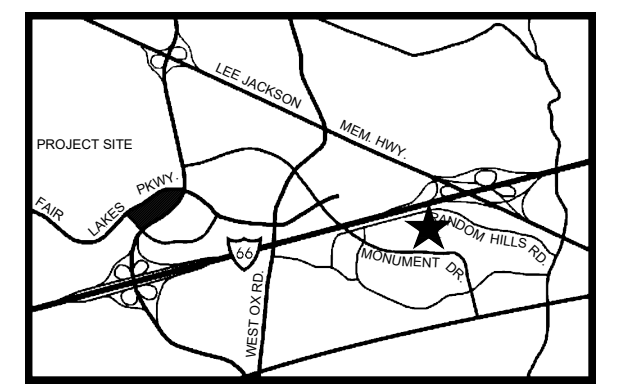 LEE JACKSON
MEM. HWY.
PROJECT SITE
FAIR LAKES PKWY.
RANDOM HILLS RD.
66
MONUMENT DR.
WEST OX RD.